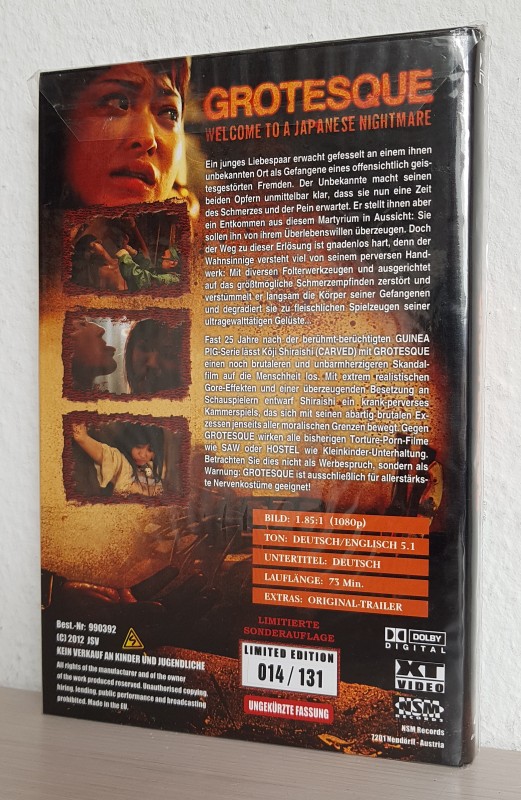 GROTESQUE
WELCOME TO A JAPANESE NIGHTMARE
Ein junges Liebespaar erwacht gefesselt an einem ihnen
unbekannten Ort als Gefangene eines offensichtlich geis-
tesgestörten Fremden. Der Unbekannte macht seinen
beiden Opfern unmittelbar klar, dass sie nun eine Zeit
des Schmerzes und der Pein erwartet. Er stellt ihnen aber
ein Entkommen aus diesem Martyrium in Aussicht: Sie
sollen ihn von ihrem Überlebenswillen überzeugen. Doch
der Weg zu dieser Erlösung ist gnadenlos hart, denn der
Wahnsinnige versteht viel von seinem perversen Hand-
werk: Mit diversen Folterwerkzeugen und ausgerichtet
auf das größtmögliche Schmerzempfinden zerstört und
verstümmelt er langsam die Körper seiner Gefangenen
und degradiert sie zu fleischlichen Spielzeugen seiner
ultragewalttätigen Gelüste...
Fast 25 Jahre nach der berühmt-berüchtigten GUINEA
PIG-Serie lässt Kôji Shiraishi (CARVED) mit GROTESQUE
einen noch brutaleren und unbarmherzigeren Skandal-
film auf die Menschheit los. Mit extrem realistischen
Gore-Effekten und einer überzeugenden Besetzung an
Schauspielern entwarf Shiraishi ein krank-perverses
Kammerspiels, das sich mit seinen abartig-brutalen Ex-
zessen jenseits aller moralischen Grenzen bewegt: Gegen
GROTESQUE wirken alle bisherigen Torture-Porn-Filme
wie SAW oder HOSTEL wie Kleinkinder-Unterhaltung.
Betrachten Sie dies nicht als Werbespruch, sondern als
Warnung: GROTESQUE ist ausschließlich für allerstärks-
te Nervenkostüme geeignet!
BILD: 1.85:1 (1080p)
TON: DEUTSCH/ENGLISCH 5.1
UNTERTITEL: DEUTSCH
LAUFLÄNGE: 73 Min.
EXTRAS: ORIGINAL-TRAILER
Best.-Nr: 990392
(C) 2012 JSV
KEIN VERKAUF AN KINDER UND JUGENDLICHE
All rights of the manufacturer and of the owner
of the work produced reserved. Unauthorised copying,
hiring, lending, public performance and broadcasting
prohibited. Made in the EU.
LIMITIERTE
SONDERAUFLAGE
LIMITED EDITION
014 / 131
UNGEKÜRZTE FASSUNG
DOLBY
DIGITAL
XT
VIDEO
NSM
RECORDS
NSM Records
7201 Neudörfl - Austria